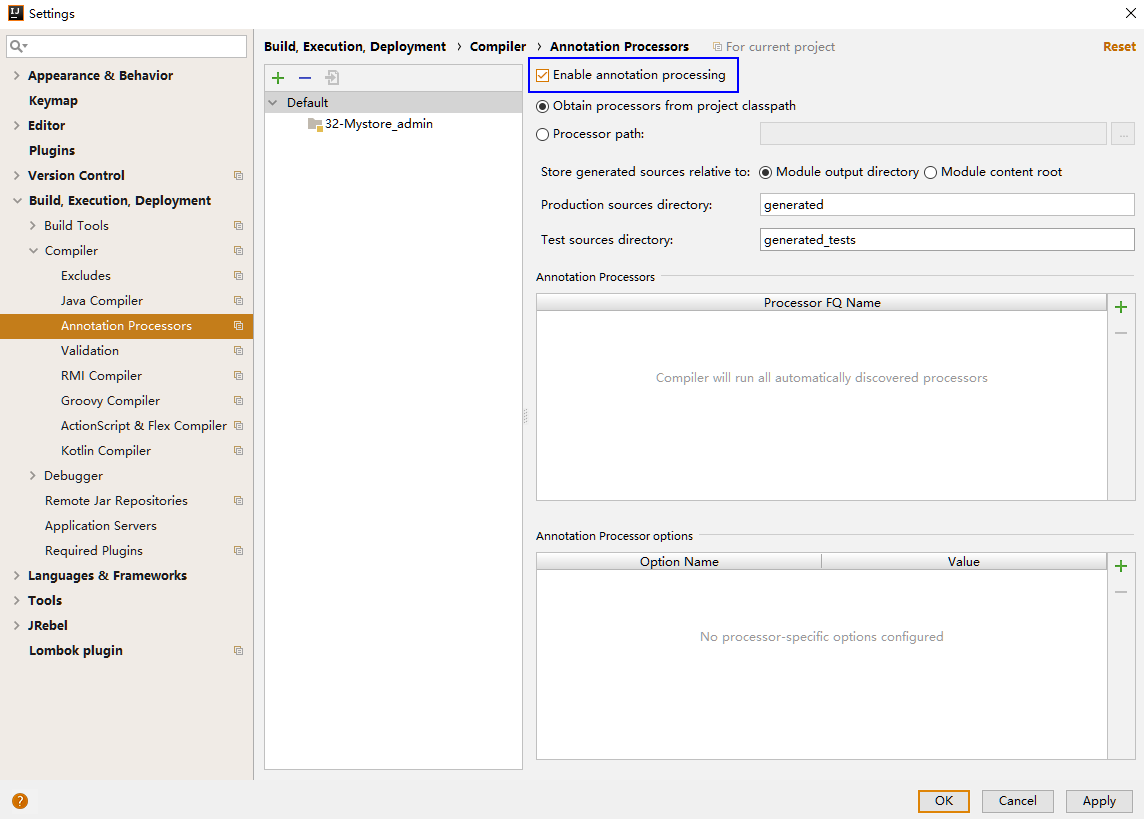 Settings
Appearance & Behavior
Keymap
Editor
Plugins
Version Control
Build, Execution, Deployment
Build Tools
Compiler
Excludes
Java Compiler
Annotation Processors
Validation
RMI Compiler
Groovy Compiler
ActionScript & Flex Compiler
Kotlin Compiler
Debugger
Remote Jar Repositories
Application Servers
Required Plugins
Languages & Frameworks
Tools
JRebel
Lombok plugin
Build, Execution, Deployment › Compiler › Annotation Processors For current project Reset
Default
32-Mystore_admin
Enable annotation processing
Obtain processors from project classpath
Processor path: ...
Store generated sources relative to: Module output directory Module content root
Production sources directory: generated
Test sources directory: generated_tests
Annotation Processors
Processor FQ Name
Compiler will run all automatically discovered processors
Annotation Processor options
Option Name Value
No processor-specific options configured
? OK Cancel Apply